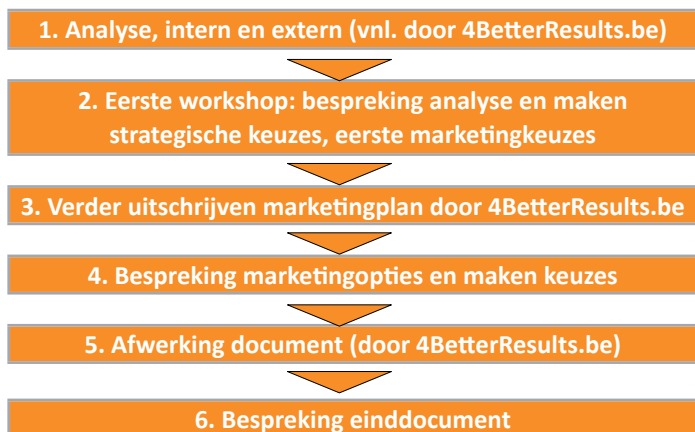 1. Analyse, intern en extern (vnl. door 4BetterResults.be)
2. Eerste workshop: bespreking analyse en maken
strategische keuzes, eerste marketingkeuzes
3. Verder uitschrijven marketingplan door 4BetterResults.be
4. Bespreking marketingopties en maken keuzes
5. Afwerking document (door 4BetterResults.be)
6. Bespreking einddocument